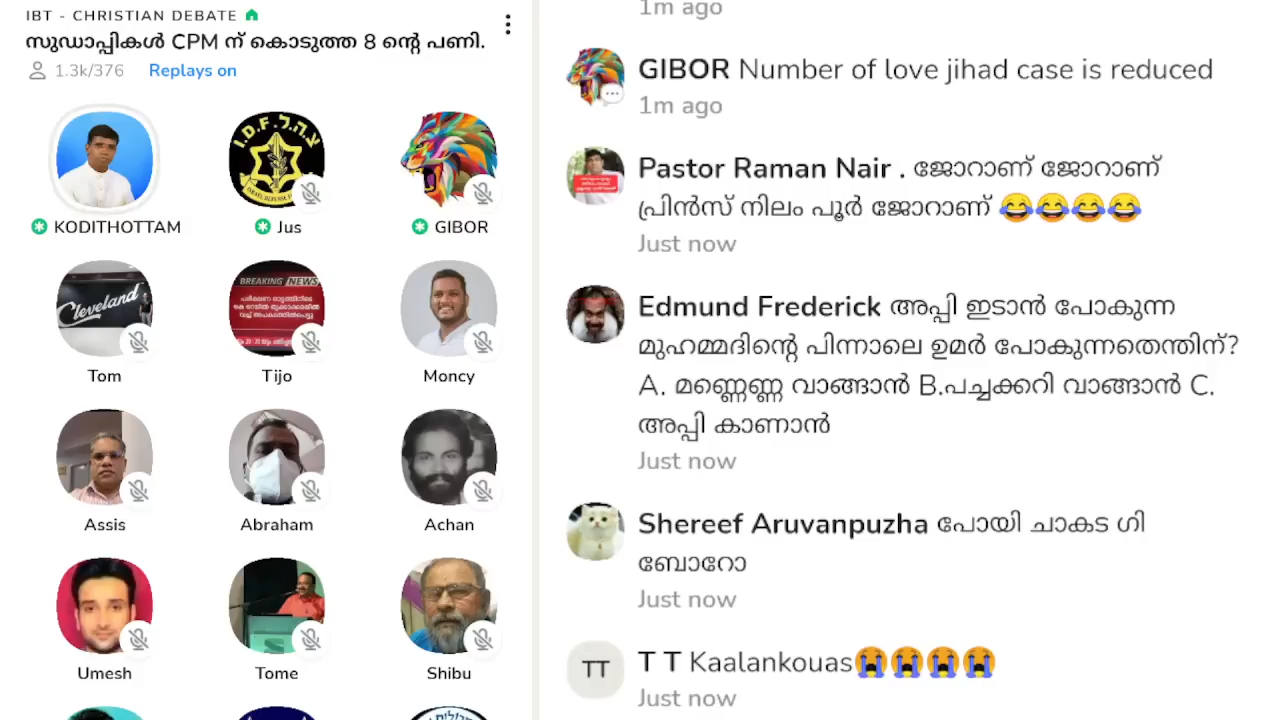 IBT - CHRISTIAN DEBATE
സുഡാപ്പികൾ CPM ന് കൊടുത്ത 8 ന്റെ പണി.
1.3k/376 Replays on
I.D.F. צ.ה.ל.
KODITHOTTAM Jus GIBOR
Cleveland
BREAKING NEWS
Tom Tijo Moncy
Assis Abraham Achan
Umesh Tome Shibu
1m ago
GIBOR Number of love jihad case is reduced
1m ago
Pastor Raman Nair . ജോറാണ് ജോറാണ്
പ്രിൻസ് നിലം പൂർ ജോറാണ് 😂😂😂😂
Just now
Edmund Frederick അപ്പി ഇടാൻ പോകുന്ന
മുഹമ്മദിന്റെ പിന്നാലെ ഉമർ പോകുന്നതെന്തിന്?
A. മണ്ണെണ്ണ വാങ്ങാൻ B.പച്ചക്കറി വാങ്ങാൻ C.
അപ്പി കാണാൻ
Just now
Shereef Aruvanpuzha പോയി ചാകട ഗി
ബോറോ
Just now
TT
T T Kaalankouas😭😭😭😭
Just now